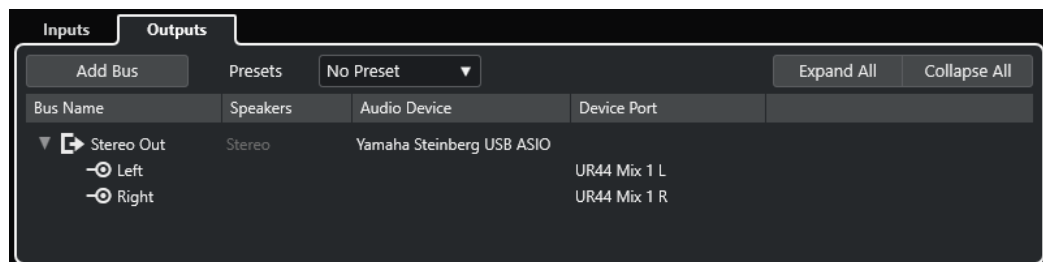 Inputs Outputs
Add Bus Presets No Preset Expand All Collapse All
Bus Name Speakers Audio Device Device Port
Stereo Out Stereo Yamaha Steinberg USB ASIO
Left UR44 Mix 1 L
Right UR44 Mix 1 R